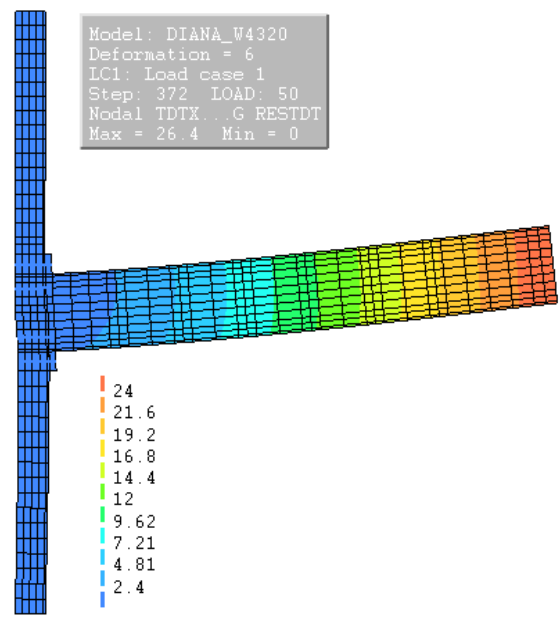 Model: DIANA_W4320
Deformation = 6
LC1: Load case 1
Step: 372 LOAD: 50
Nodal TDTX...G RESTDT
Max = 26.4 Min = 0
24
21.6
19.2
16.8
14.4
12
9.62
7.21
4.81
2.4